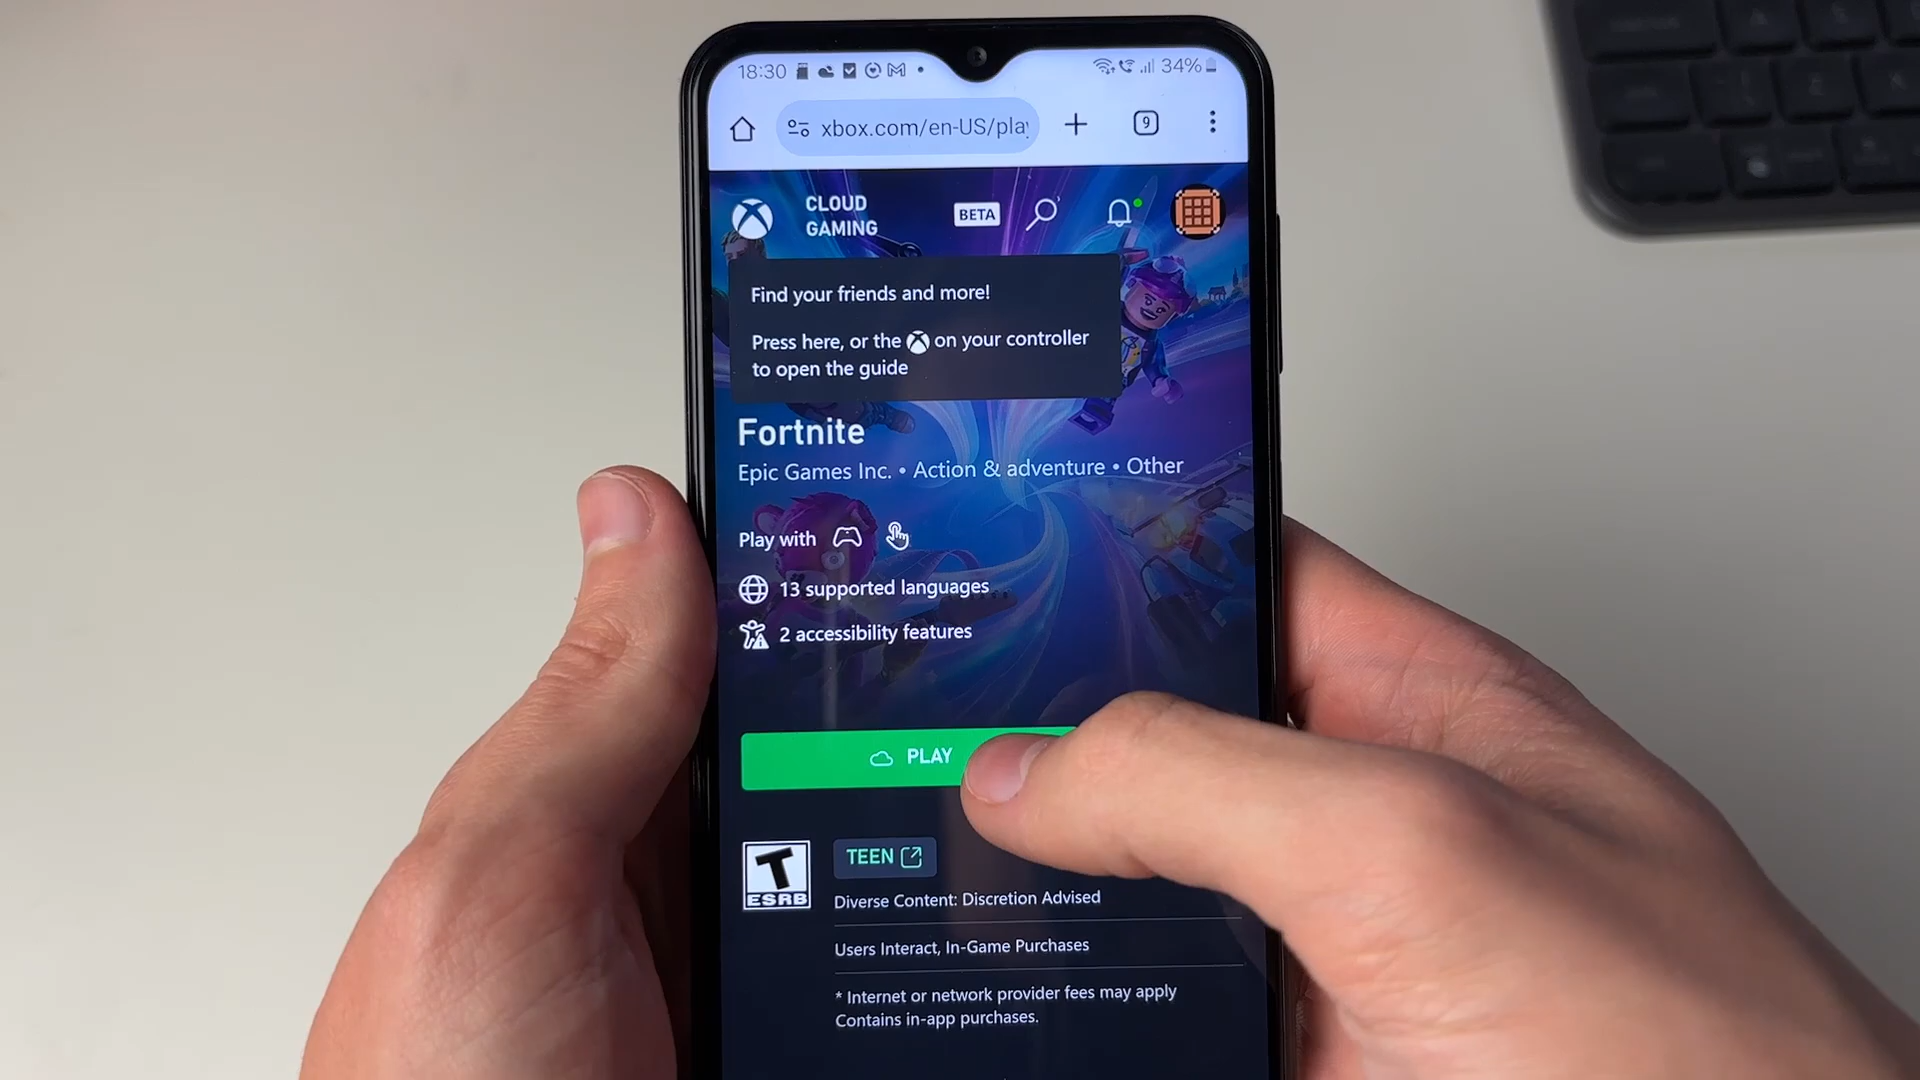 18:30
34%
xbox.com/en-US/pla
9
CLOUD
GAMING
BETA
Find your friends and more!
Press here, or the on your controller
to open the guide
Fortnite
Epic Games Inc. • Action & adventure • Other
Play with
13 supported languages
2 accessibility features
PLAY
T
ESRB
TEEN
Diverse Content: Discretion Advised
Users Interact, In-Game Purchases
* Internet or network provider fees may apply
Contains in-app purchases.